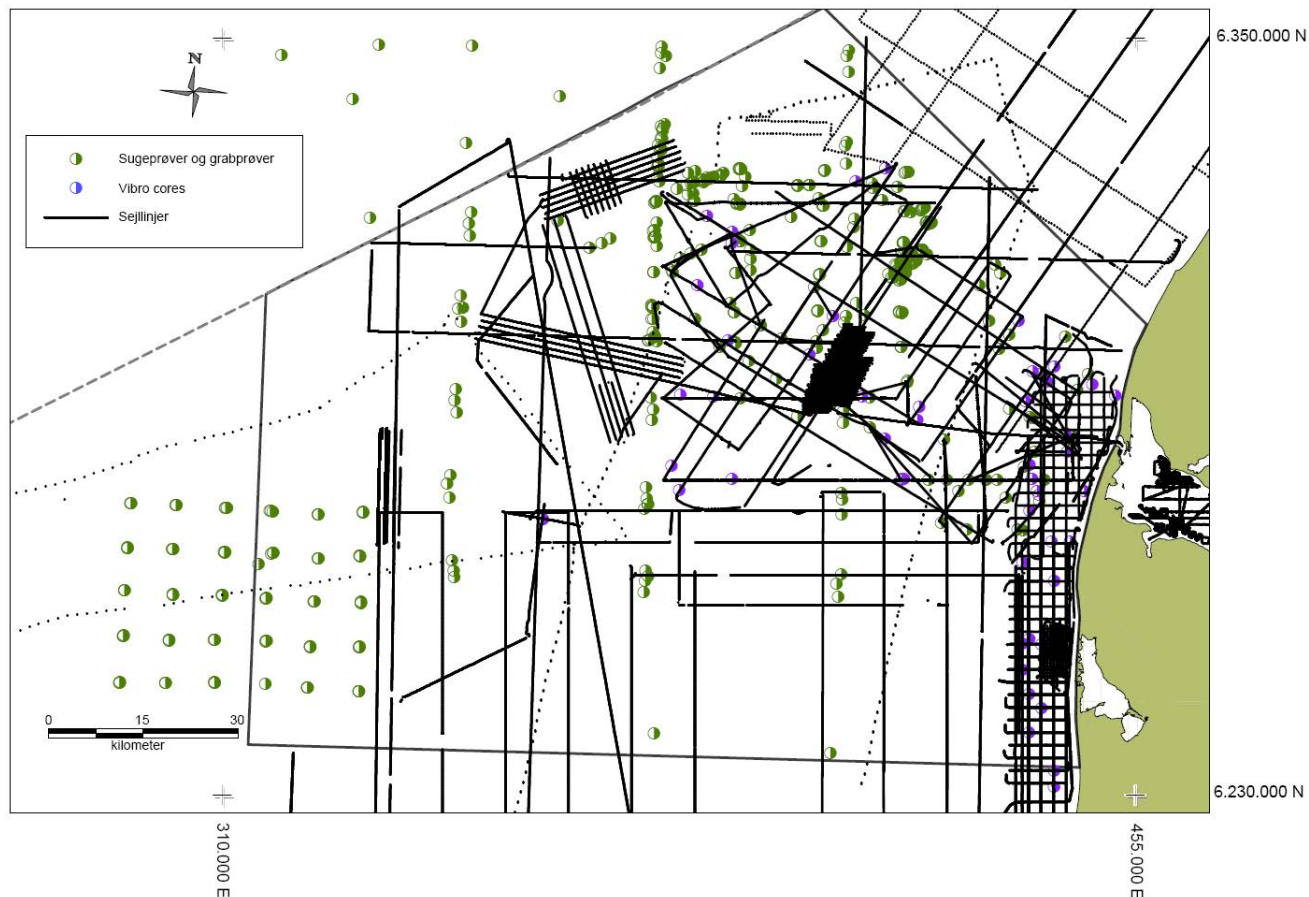 6.350.000 N
N
Sugeprøver og grabprøver
Vibro cores
Sejllinjer
0 15 30
kilometer
6.230.000 N
310.000 E
455.000 E